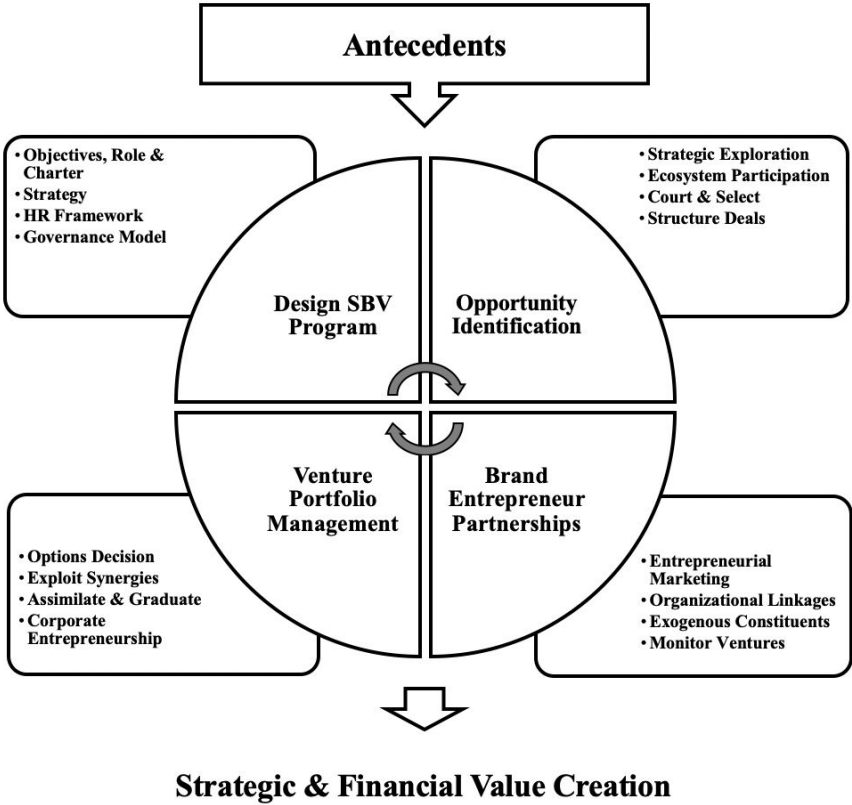 Antecedents
• Objectives, Role &
Charter
• Strategy
• HR Framework
• Governance Model
• Strategic Exploration
• Ecosystem Participation
• Court & Select
• Structure Deals
Design SBV
Program
Opportunity
Identification
Venture
Portfolio
Management
Brand
Entrepreneur
Partnerships
• Options Decision
• Exploit Synergies
• Assimilate & Graduate
• Corporate
Entrepreneurship
• Entrepreneurial
Marketing
• Organizational Linkages
• Exogenous Constituents
• Monitor Ventures
Strategic & Financial Value Creation